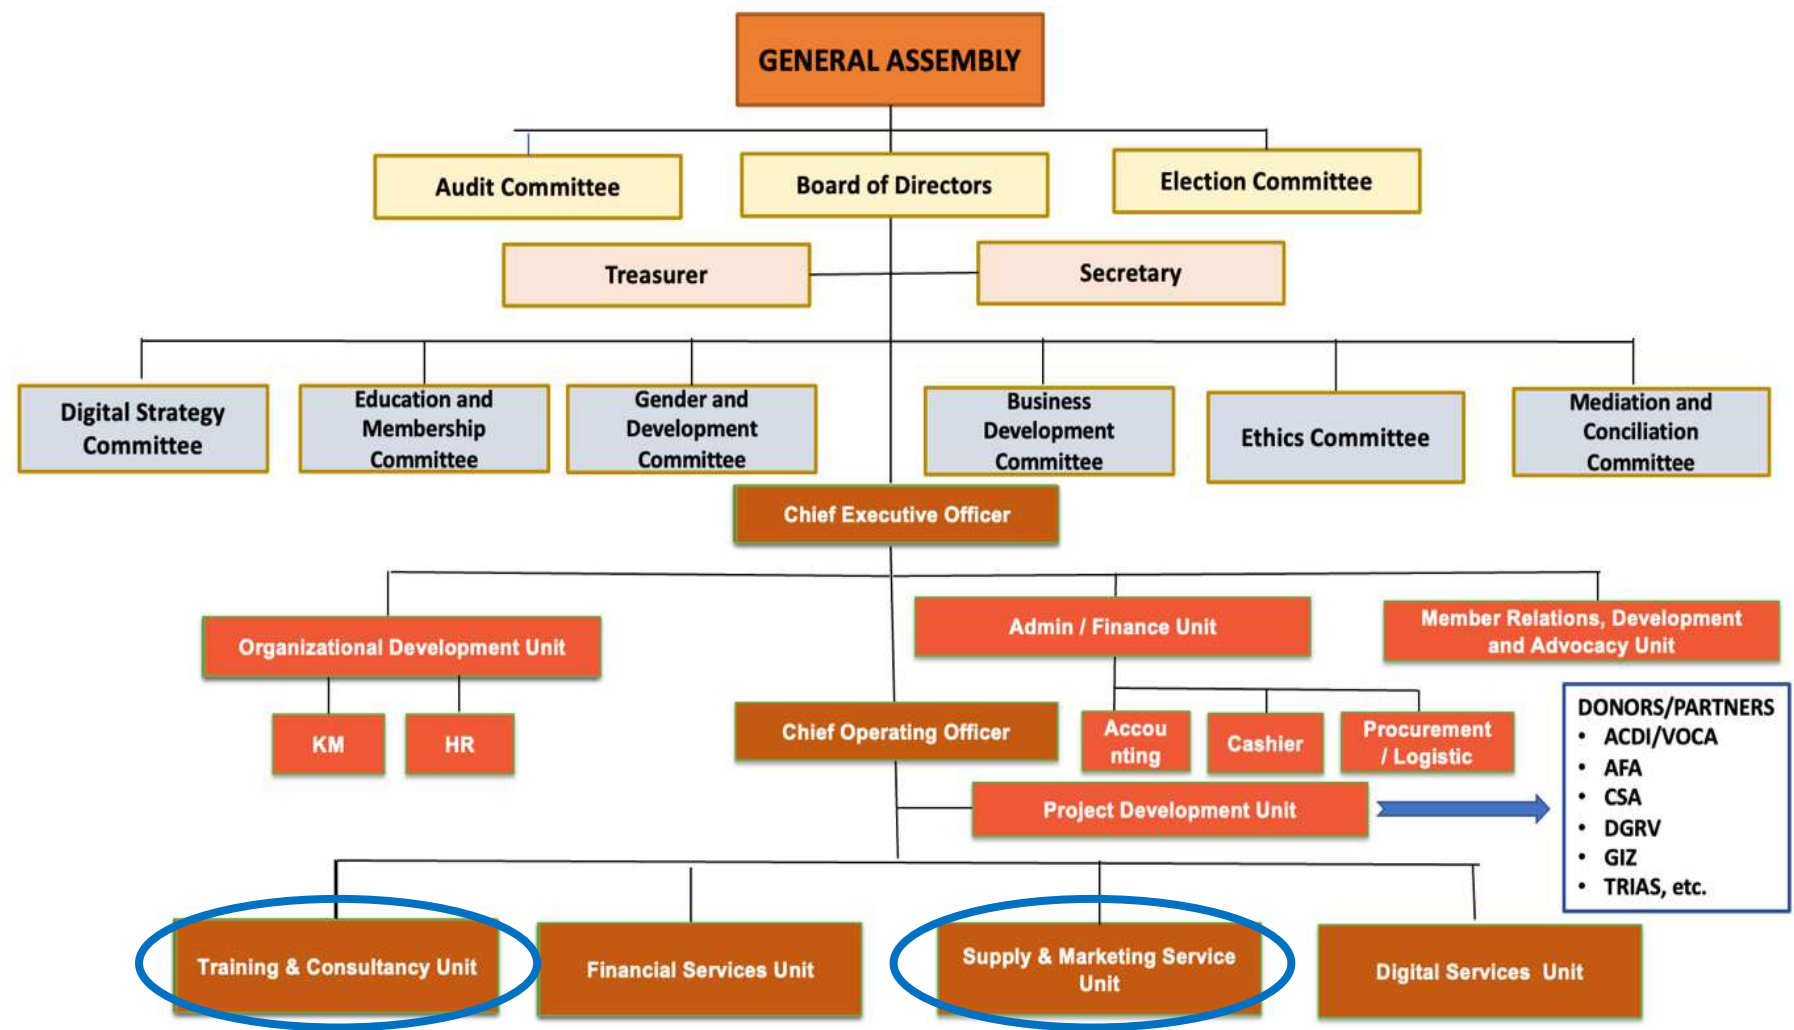 GENERAL ASSEMBLY
Audit Committee
Board of Directors
Election Committee
Treasurer
Secretary
Digital Strategy
Committee
Education and
Membership
Committee
Gender and
Development
Committee
Business
Development
Committee
Ethics Committee
Mediation and
Conciliation
Committee
Chief Executive Officer
Organizational Development Unit
Admin / Finance Unit
Member Relations, Development
and Advocacy Unit
KM
HR
Chief Operating Officer
Accou
nting
Cashier
Procurement
/ Logistic
Project Development Unit
DONORS/PARTNERS
• ACDI/VOCA
• AFA
• CSA
• DGRV
• GIZ
• TRIAS, etc.
Training & Consultancy Unit
Financial Services Unit
Supply & Marketing Service
Unit
Digital Services Unit